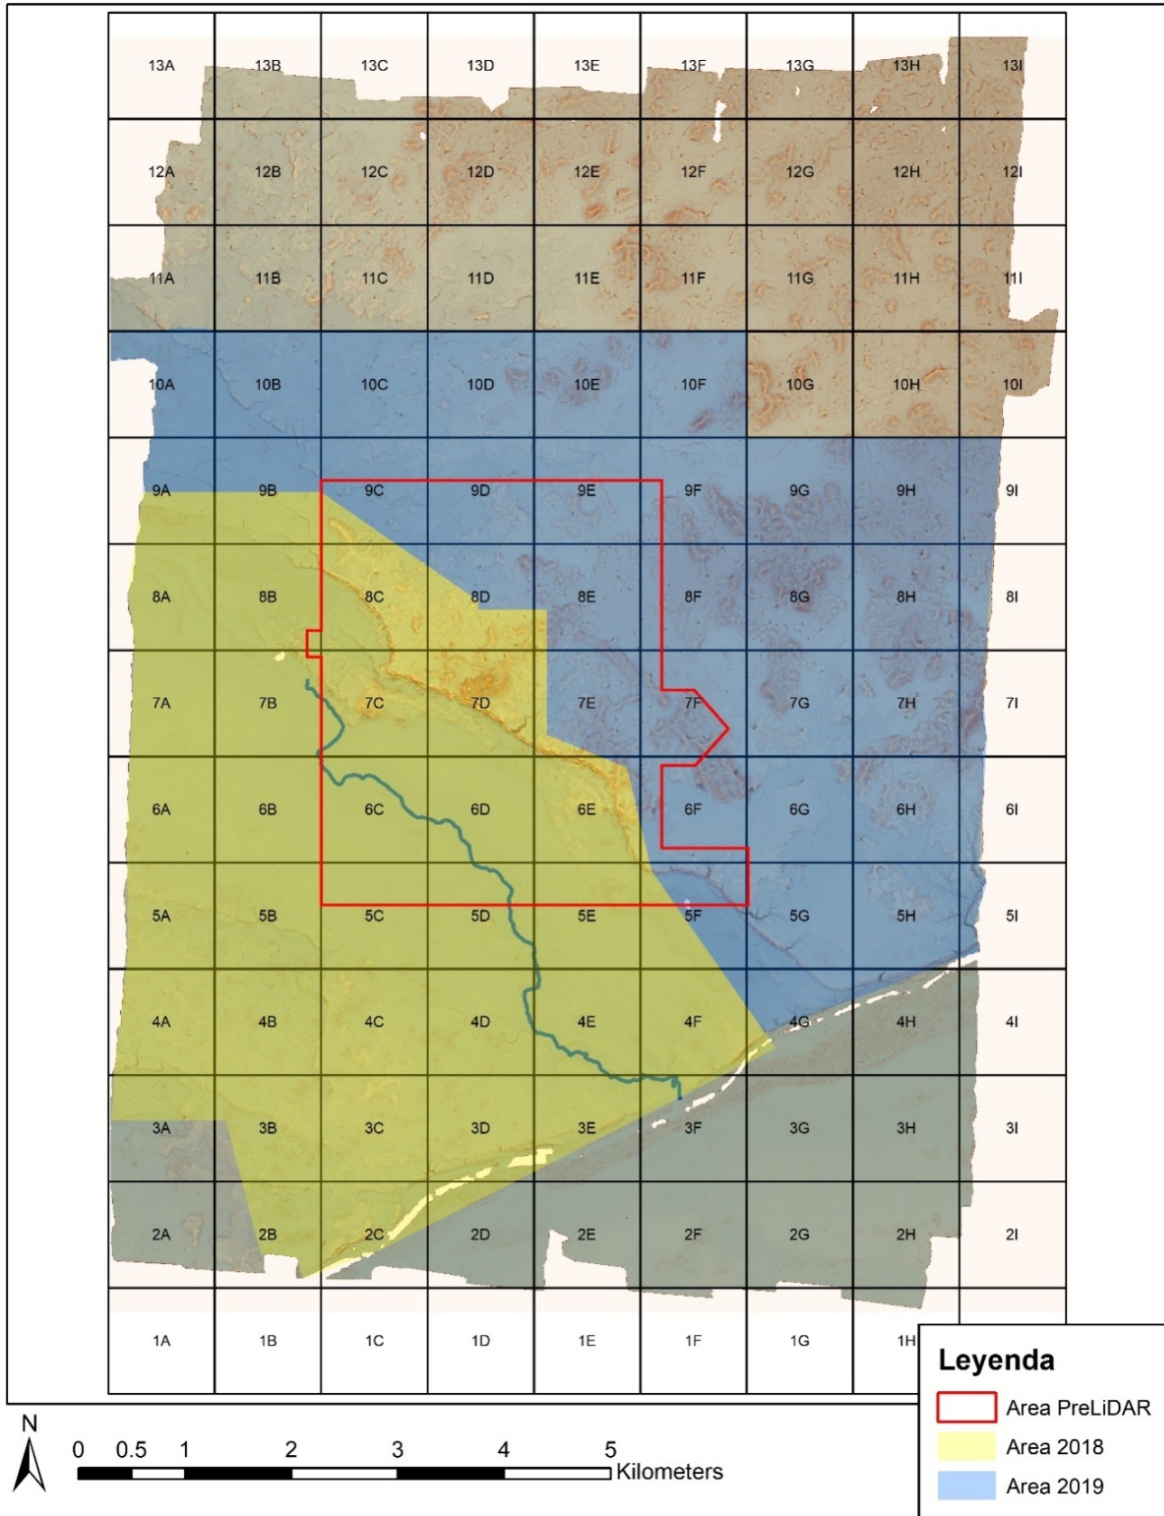 13A 13B 13C 13D 13E 13F 13G 13H 13I
12A 12B 12C 12D 12E 12F 12G 12H 12I
11A 11B 11C 11D 11E 11F 11G 11H 11I
10A 10B 10C 10D 10E 10F 10G 10H 10I
9A 9B 9C 9D 9E 9F 9G 9H 9I
8A 8B 8C 8D 8E 8F 8G 8H 8I
7A 7B 7C 7D 7E 7F 7G 7H 7I
6A 6B 6C 6D 6E 6F 6G 6H 6I
5A 5B 5C 5D 5E 5F 5G 5H 5I
4A 4B 4C 4D 4E 4F 4G 4H 4I
3A 3B 3C 3D 3E 3F 3G 3H 3I
2A 2B 2C 2D 2E 2F 2G 2H 2I
1A 1B 1C 1D 1E 1F 1G 1H
Leyenda
Area PreLiDAR
Area 2018
Area 2019
N
0 0.5 1 2 3 4 5
Kilometers